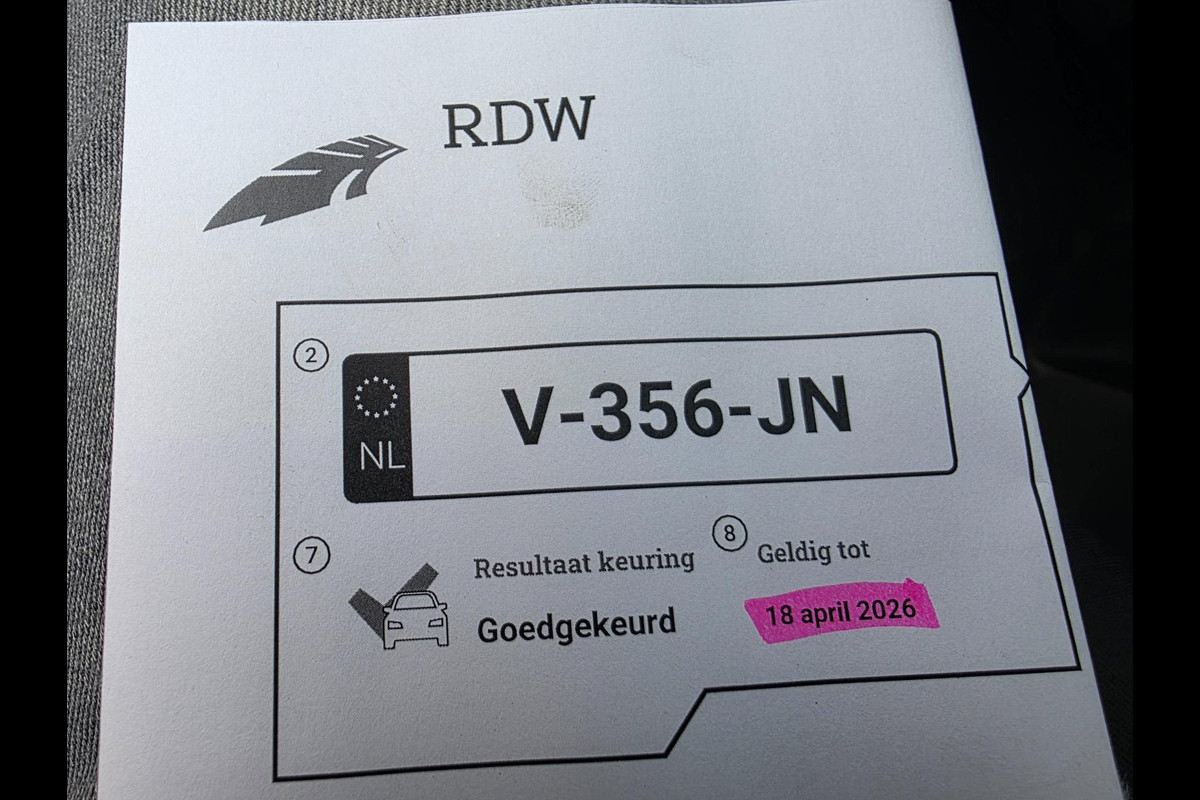 RDW
2
NL
V-356-JN
7
Resultaat keuring
Goedgekeurd
8
Geldig tot
18 april 2026